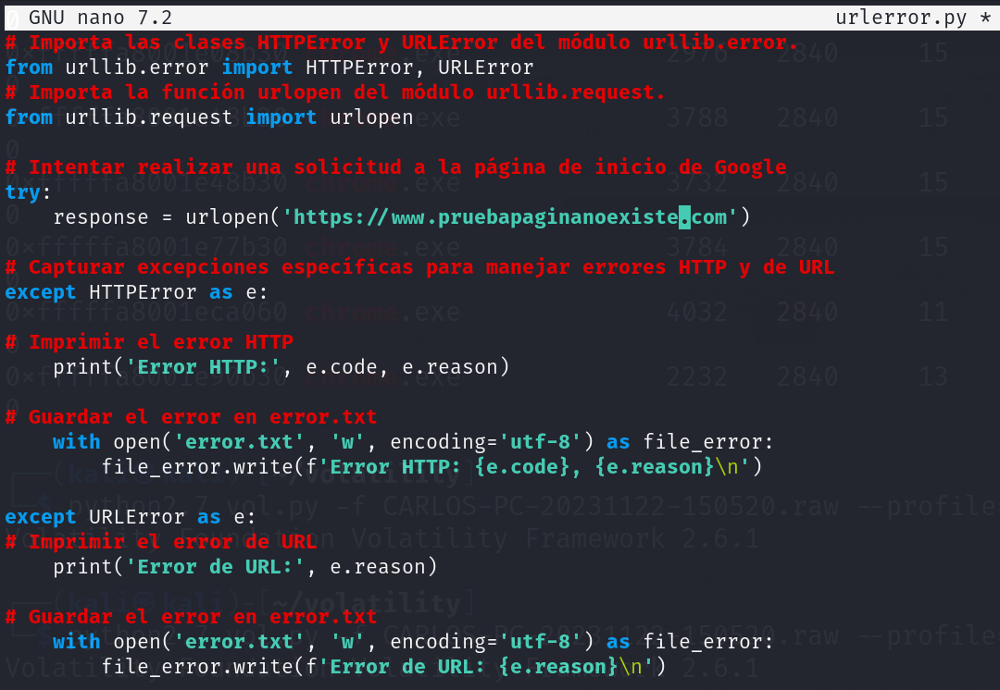 GNU nano 7.2 urlerror.py *
# Importa las clases HTTPError y URLError del módulo urllib.error.
from urllib.error import HTTPError, URLError
# Importa la función urlopen del módulo urllib.request.
from urllib.request import urlopen
# Intentar realizar una solicitud a la página de inicio de Google
try:
response = urlopen('https://www.pruebapaginanoexiste.com')
# Capturar excepciones específicas para manejar errores HTTP y de URL
except HTTPError as e:
# Imprimir el error HTTP
print('Error HTTP:', e.code, e.reason)
# Guardar el error en error.txt
with open('error.txt', 'w', encoding='utf-8') as file_error:
file_error.write(f'Error HTTP: {e.code}, {e.reason}\n')
except URLError as e:
# Imprimir el error de URL
print('Error de URL:', e.reason)
# Guardar el error en error.txt
with open('error.txt', 'w', encoding='utf-8') as file_error:
file_error.write(f'Error de URL: {e.reason}\n')